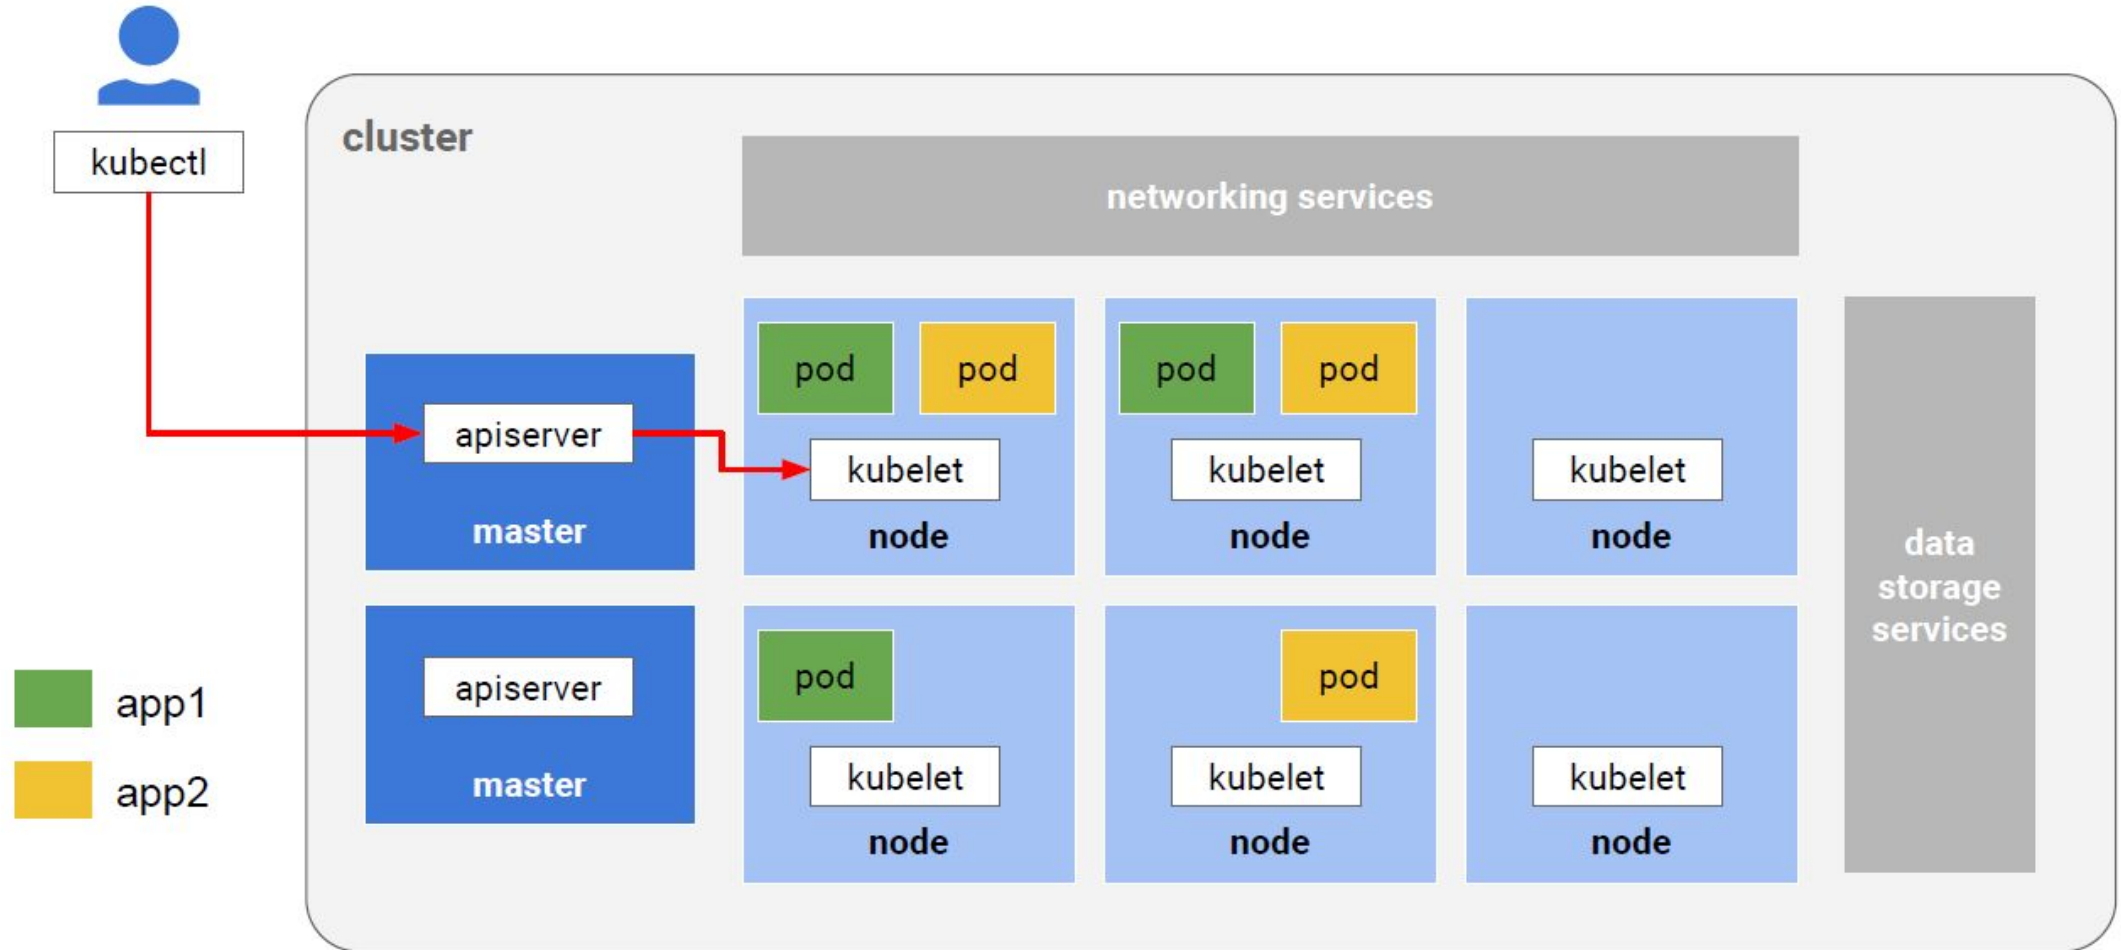 kubectl
cluster
networking services
pod
pod
pod
pod
apiserver
kubelet
kubelet
kubelet
master
node
node
node
data
storage
services
pod
pod
apiserver
app1
kubelet
kubelet
kubelet
master
app2
node
node
node